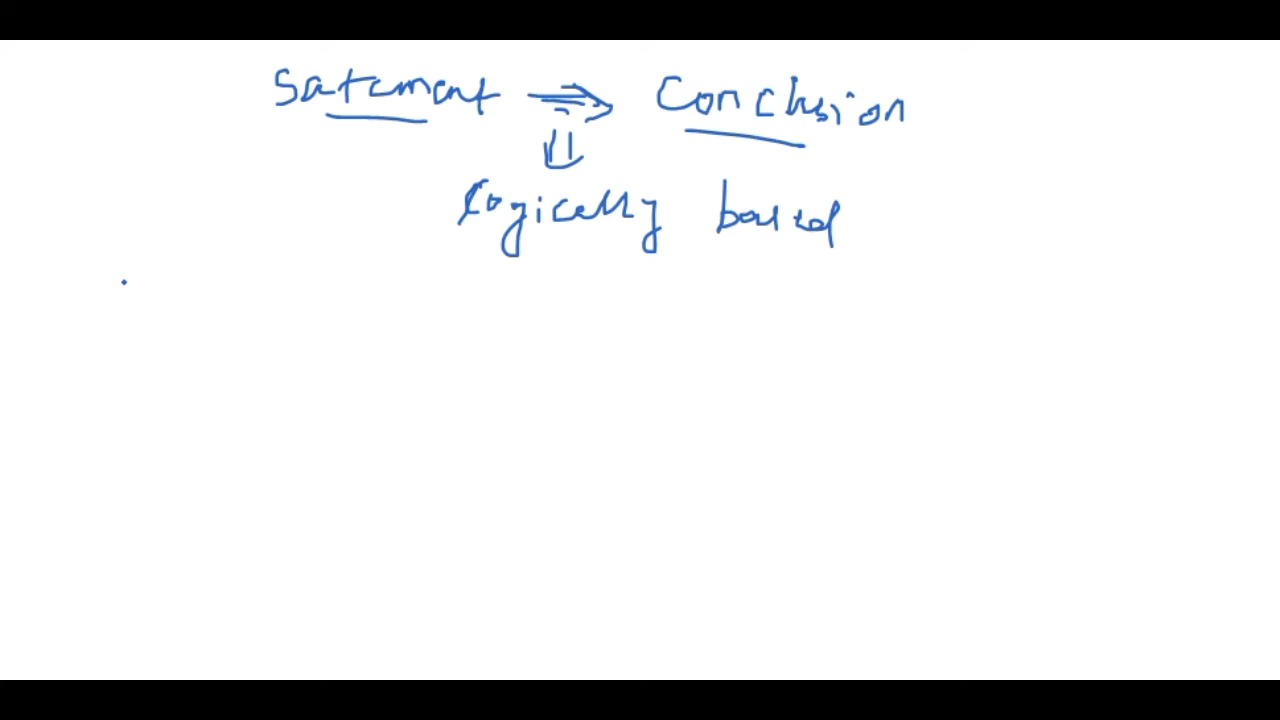 Satement ⇒ Conclusion
⇓
Logically based